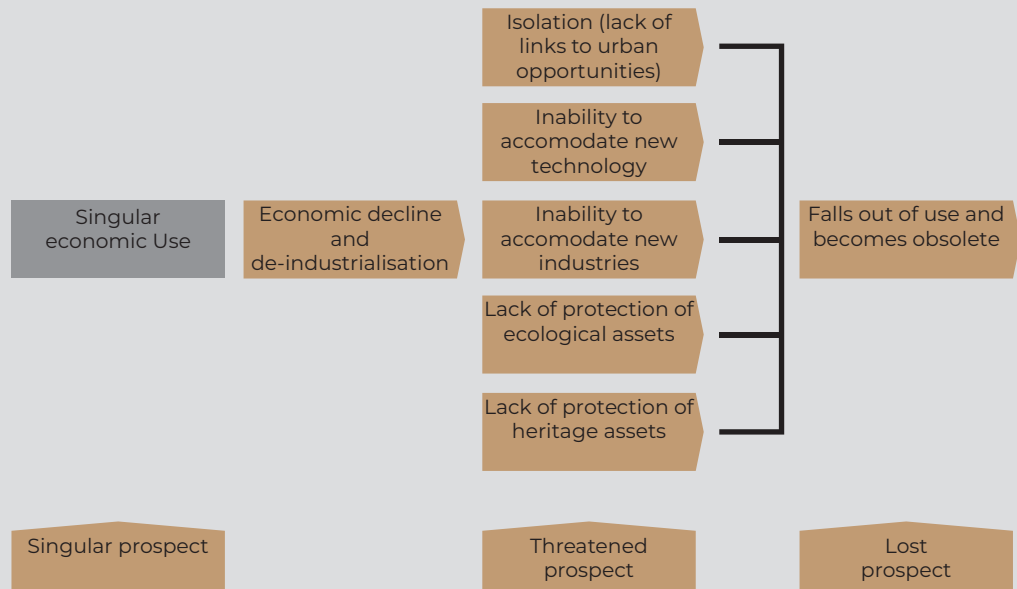 Isolation (lack of
links to urban
opportunities)
Inability to
accomodate new
technology
Singular
economic Use
Economic decline
and
de-industrialisation
Inability to
accomodate new
industries
Falls out of use and
becomes obsolete
Lack of protection of
ecological assets
Lack of protection of
heritage assets
Singular prospect
Threatened
prospect
Lost
prospect